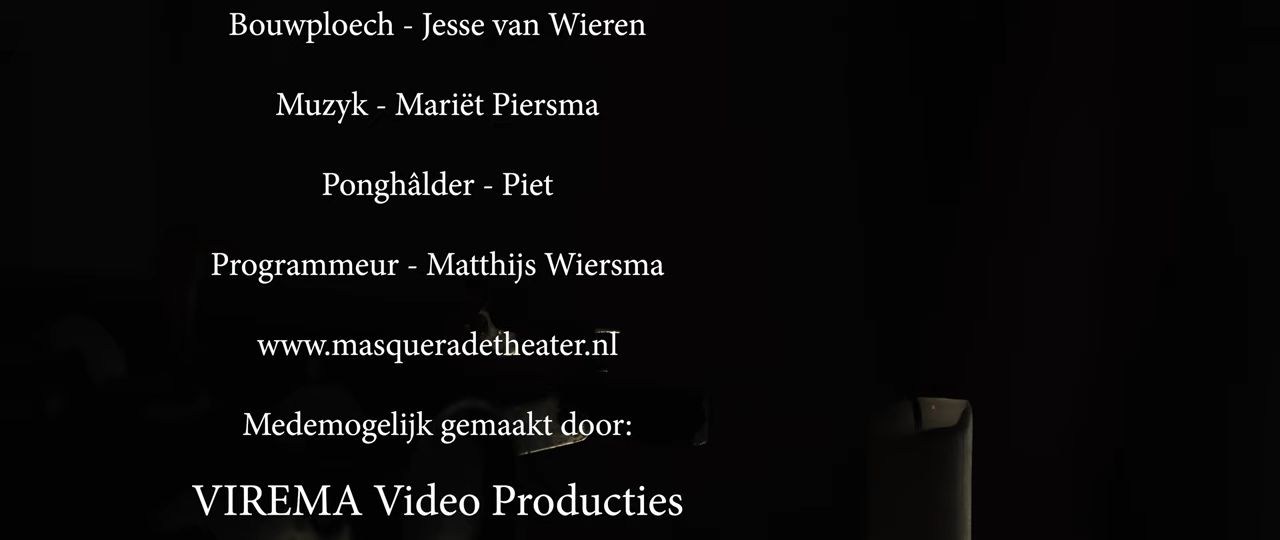 Bouwploech - Jesse van Wieren
Muzyk - Mariët Piersma
Ponghâlder - Piet
Programmeur - Matthijs Wiersma
www.masqueradetheater.nl
Medemogelijk gemaakt door:
VIREMA Video Producties